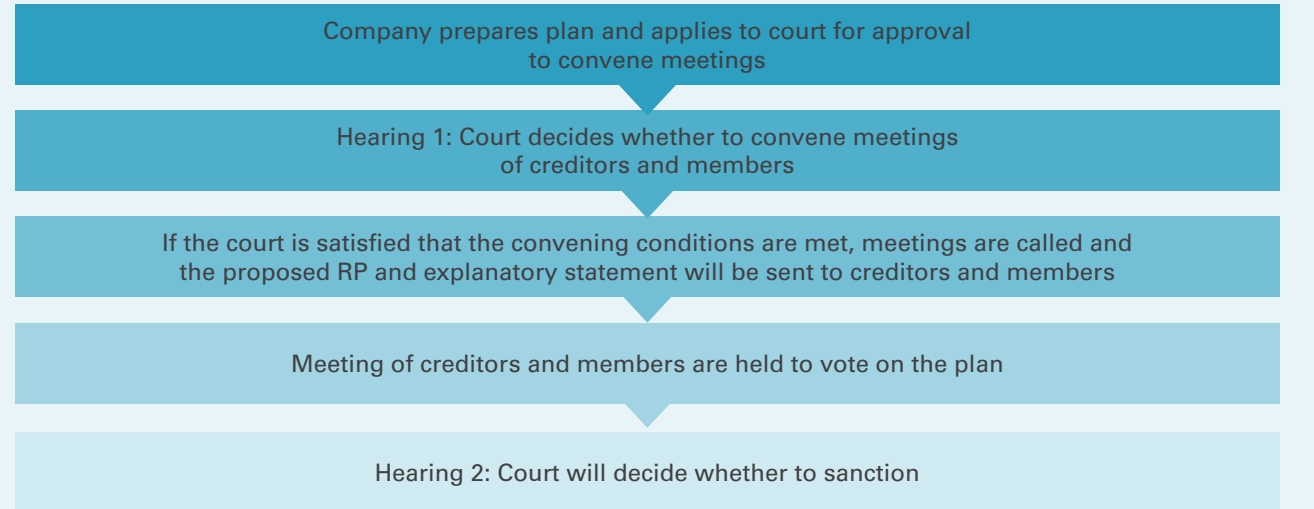 Company prepares plan and applies to court for approval
to convene meetings
Hearing 1: Court decides whether to convene meetings
of creditors and members
If the court is satisfied that the convening conditions are met, meetings are called and
the proposed RP and explanatory statement will be sent to creditors and members
Meeting of creditors and members are held to vote on the plan
Hearing 2: Court will decide whether to sanction